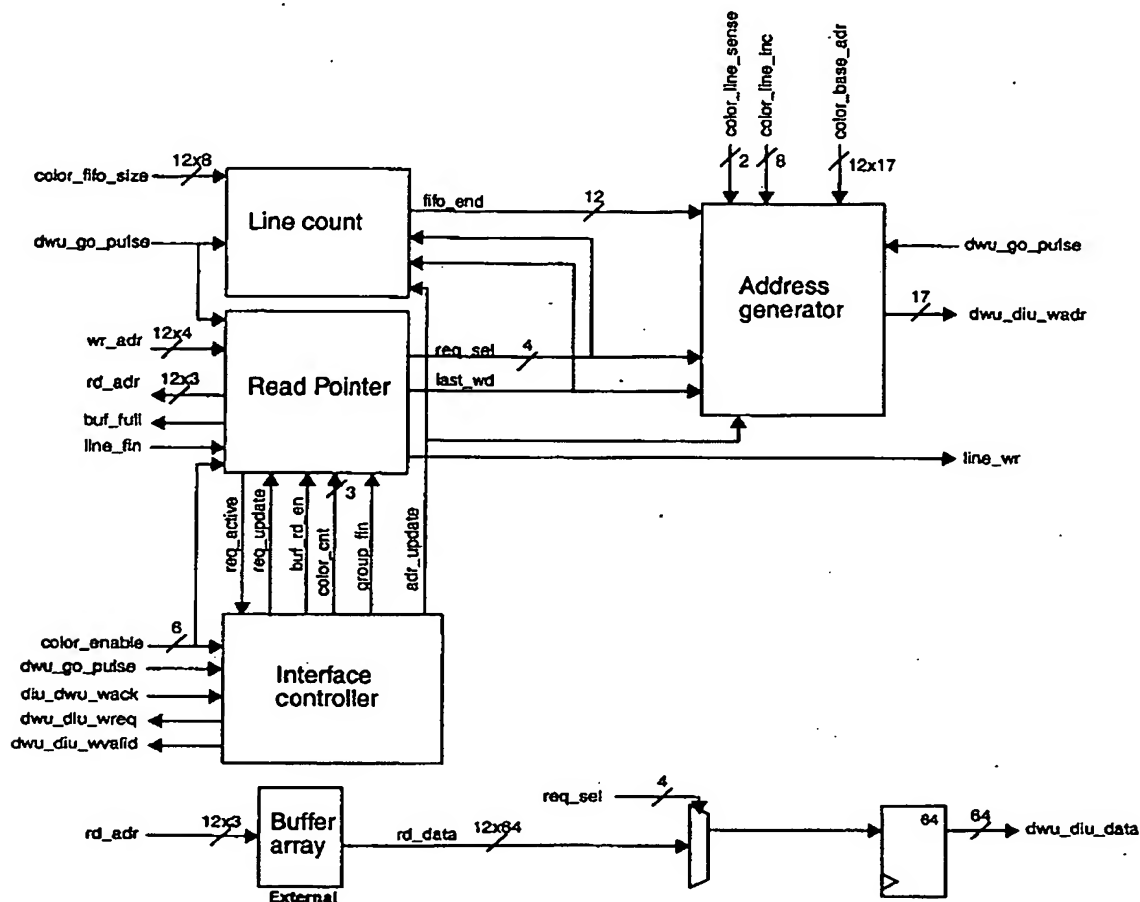 color_line_sense
color_line_inc
color_base_adr
2
8
12x17
12x8
color_fifo_size
Line count
fifo_end
12
dwu_go_pulse
dwu_go_pulse
Address
generator
17
dwu_diu_wadr
wr_adr
12x4
rd_adr
12x3
buf_full
line_fin
Read Pointer
req_sel
4
last_wd
line_wr
3
req_active
req_update
buf_rd_en
color_cnt
group_fin
adr_update
color_enable
6
dwu_go_pulse
diu_dwu_wack
dwu_diu_wreq
dwu_diu_wvalid
Interface
controller
req_sel
4
rd_adr
12x3
Buffer
array
External
rd_data
12x64
64
64
dwu_diu_data